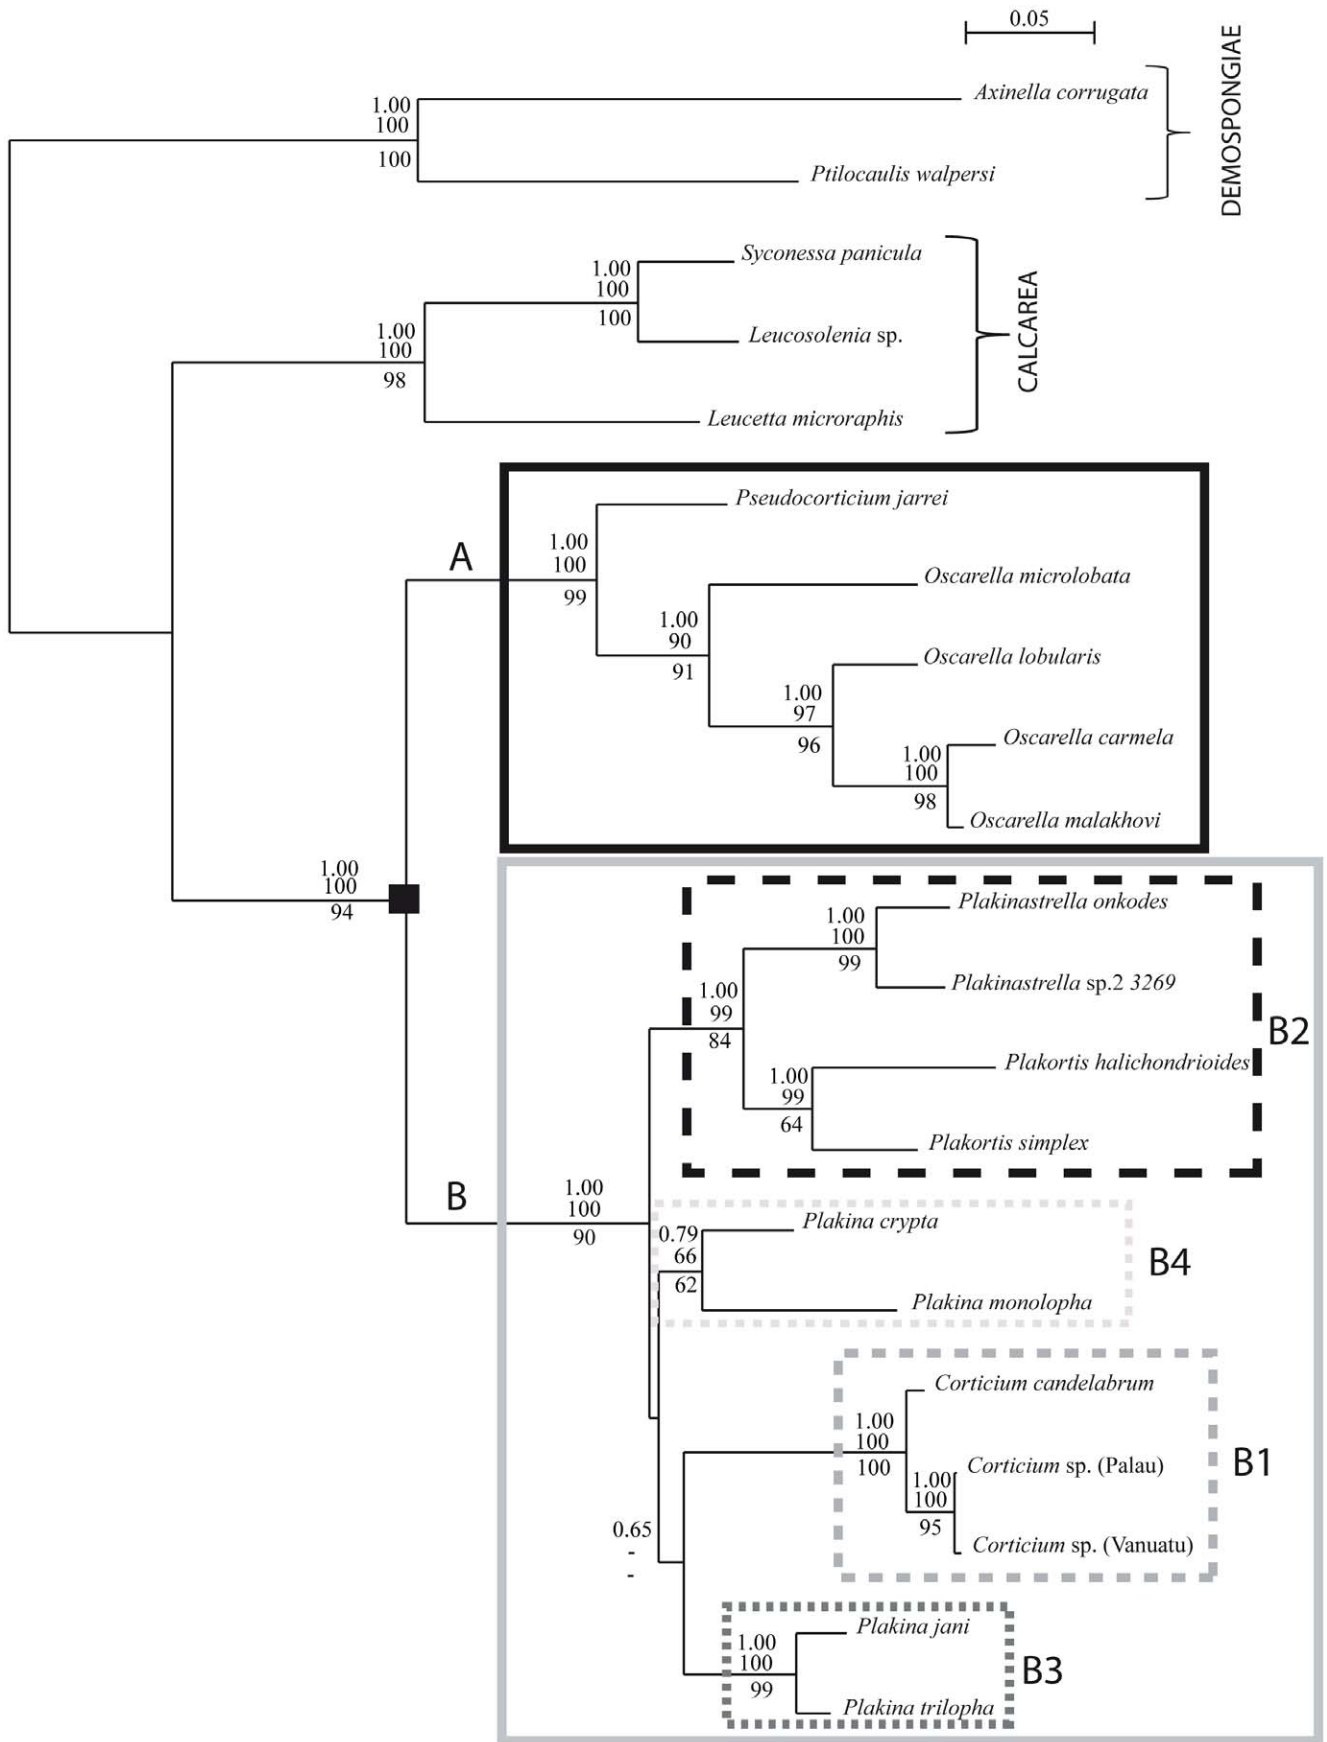 0.05
Axinella corrugata
1.00
100
100
Ptilocaulis walpersi
DEMOSPONGIAE
Syconessa panicula
1.00
100
100
Leucosolenia sp.
1.00
100
98
Leucetta microraphis
CALCAREA
Pseudocorticium jarrei
A
1.00
100
99
Oscarella microlobata
1.00
90
91
Oscarella lobularis
1.00
97
96
Oscarella carmela
1.00
100
98
Oscarella malakhovi
1.00
100
94
Plakinastrella onkodes
1.00
100
99
Plakinastrella sp.2 3269
1.00
99
84
B2
Plakortis halichondrioides
1.00
99
64
Plakortis simplex
B
1.00
100
90
Plakina crypta
0.79
66
62
B4
Plakina monolopha
Corticium candelabrum
1.00
100
100
B1
Corticium sp. (Palau)
1.00
100
95
Corticium sp. (Vanuatu)
0.65
-
-
Plakina jani
1.00
100
99
B3
Plakina trilopha